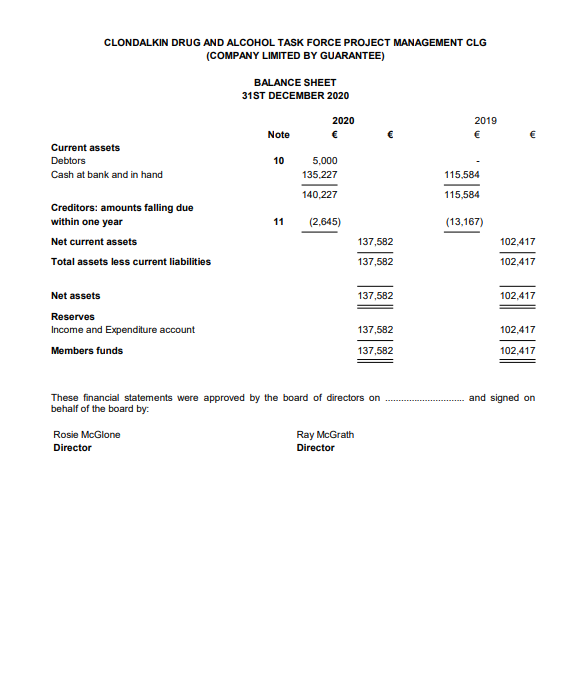 CLONDALKIN DRUG AND ALCOHOL TASK FORCE PROJECT MANAGEMENT CLG
(COMPANY LIMITED BY GUARANTEE)
BALANCE SHEET
31ST DECEMBER 2020
2020 2019
Note € € € €
Current assets
Debtors 10 5,000 -
Cash at bank and in hand 135,227 115,584
140,227 115,584
Creditors: amounts falling due
within one year 11 (2,645) (13,167)
Net current assets 137,582 102,417
Total assets less current liabilities 137,582 102,417
Net assets 137,582 102,417
Reserves
Income and Expenditure account 137,582 102,417
Members funds 137,582 102,417
These financial statements were approved by the board of directors on .............................. and signed on
behalf of the board by:
Rosie McGlone Ray McGrath
Director Director